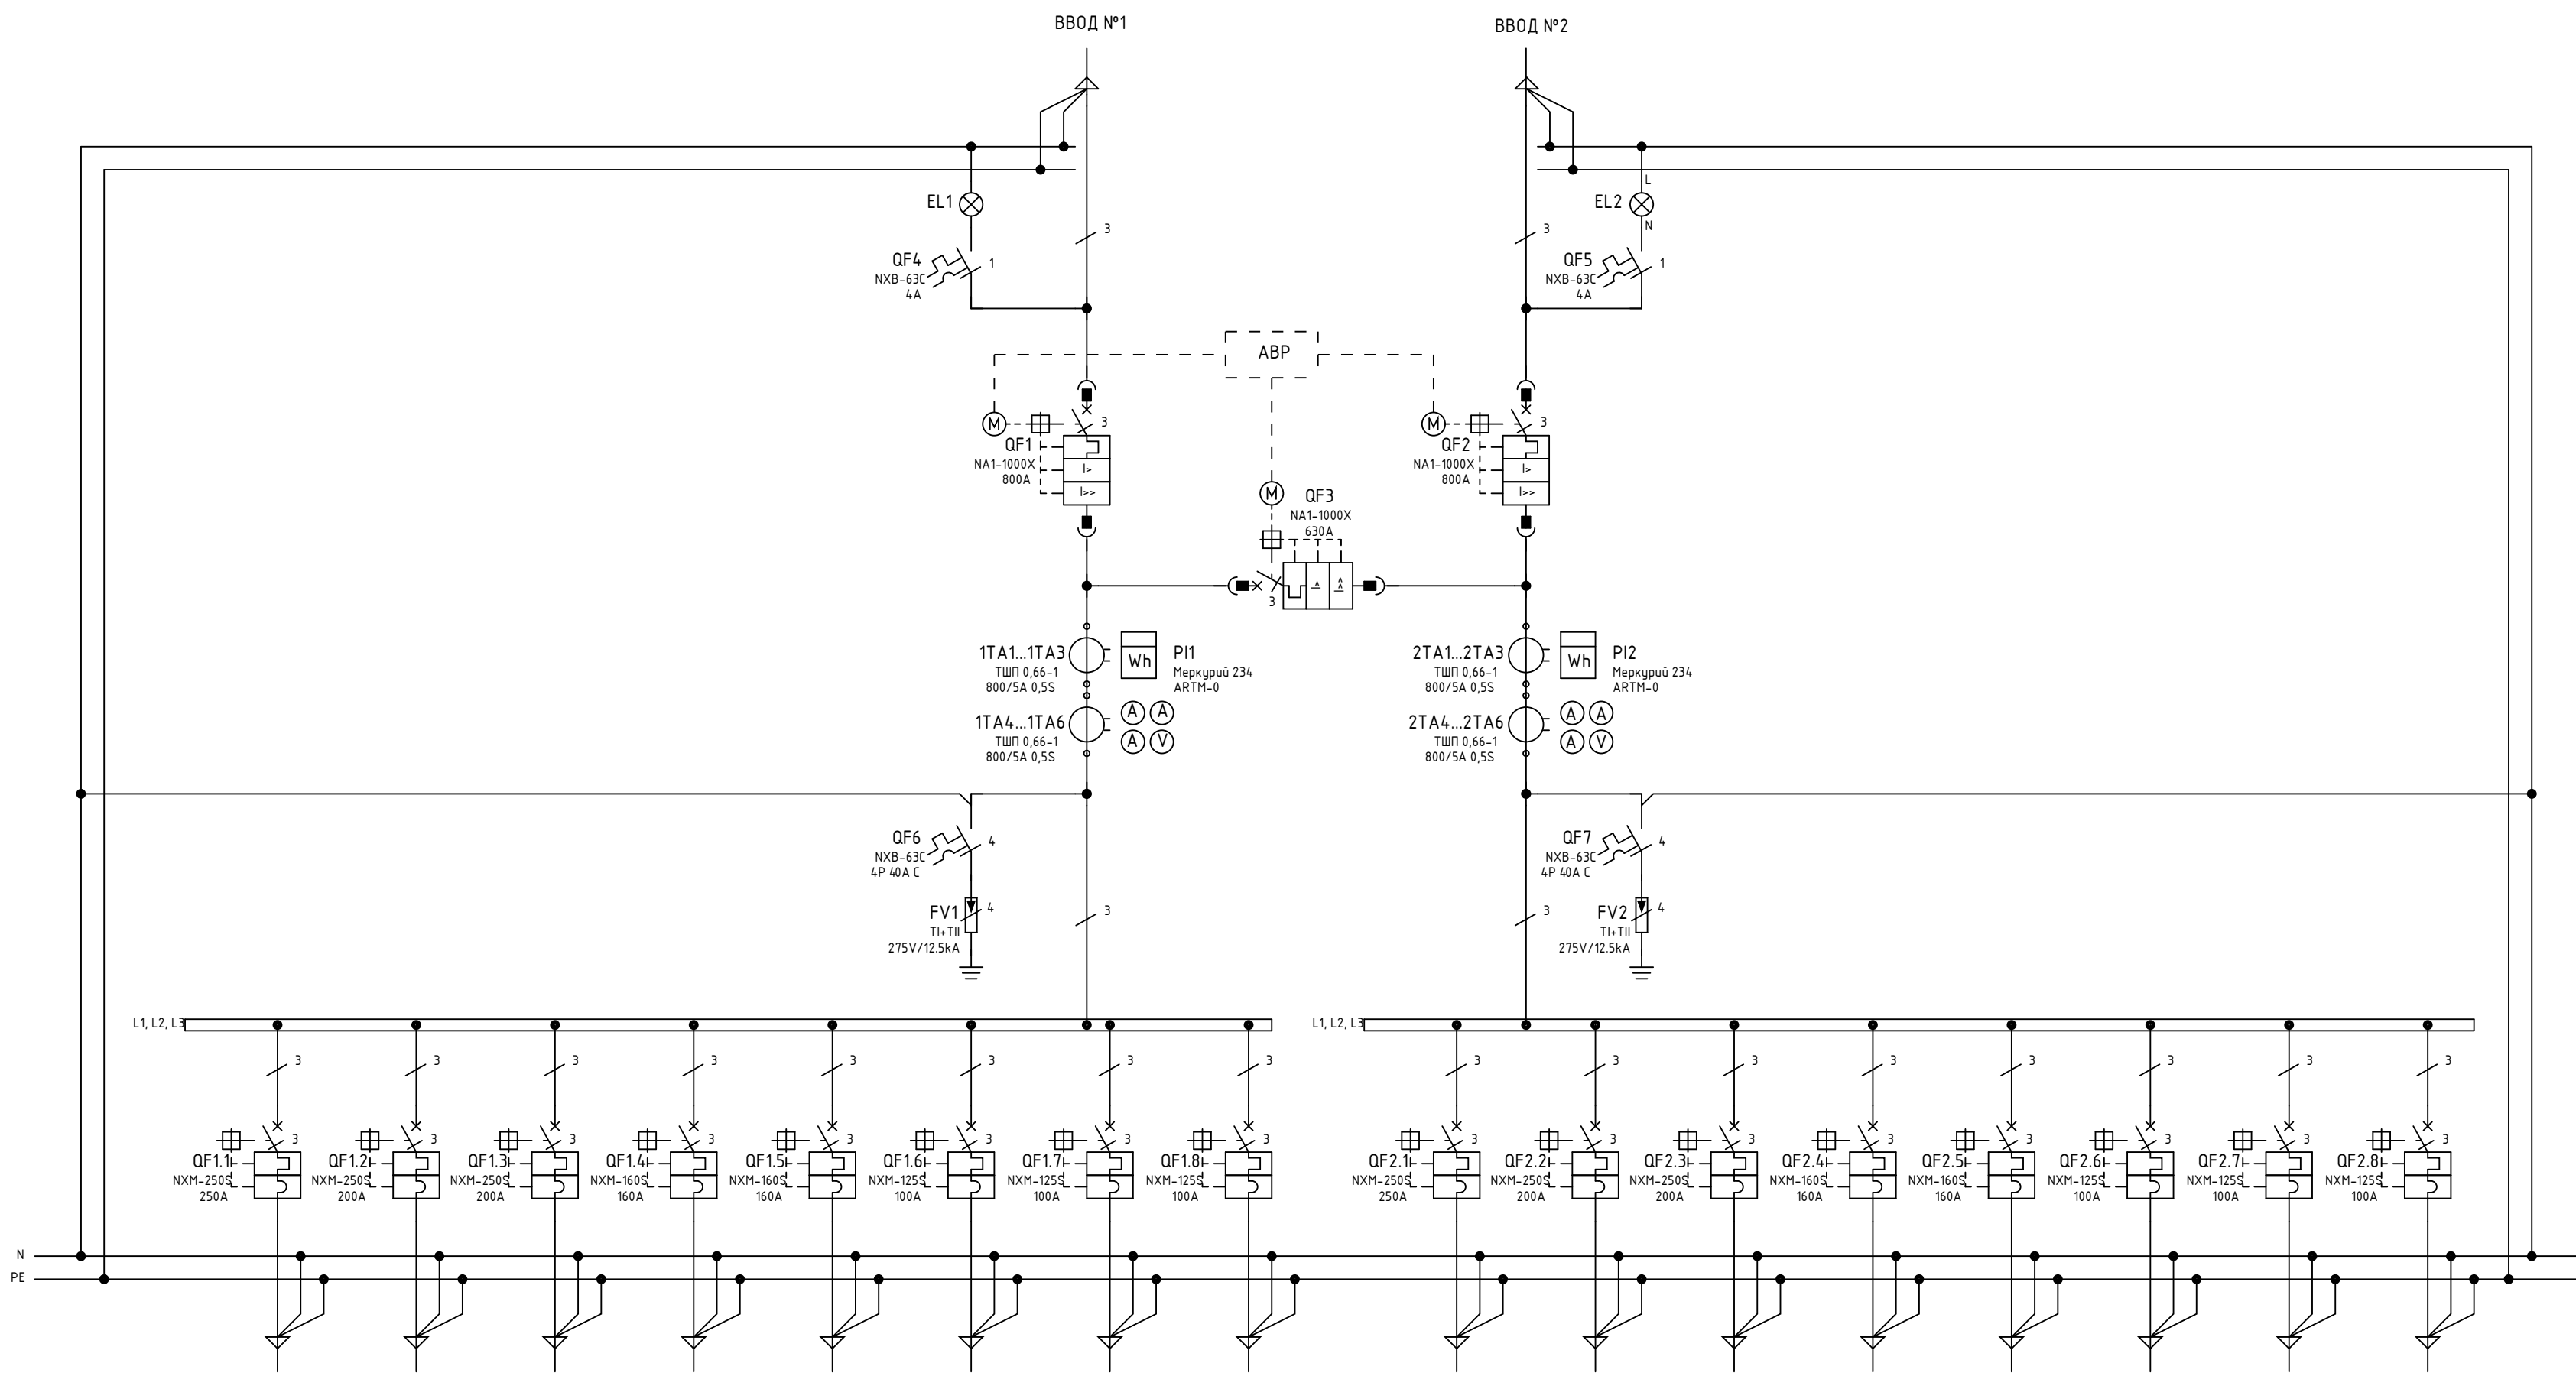 ВВОД №1
ВВОД №2
L
EL1
EL2
N
3
3
QF4
NXB-63C
4A
1
QF5
NXB-63C
4A
1
АВР
M
3
QF1
NA1-1000X
800A
I>
I>>
M
3
QF2
NA1-1000X
800A
I>
I>>
M
QF3
NA1-1000X
630A
I>
I>>
3
1TA1...1TA3
ТШП 0,66-1
800/5А 0,5S
Wh
PI1
Меркурий 234
ARTM-0
2TA1...2TA3
ТШП 0,66-1
800/5А 0,5S
Wh
PI2
Меркурий 234
ARTM-0
1TA4...1TA6
ТШП 0,66-1
800/5А 0,5S
A A
A V
2TA4...2TA6
ТШП 0,66-1
800/5А 0,5S
A A
A V
QF6
NXB-63C
4P 40A C
4
QF7
NXB-63C
4P 40A C
4
FV1
TI+TII
275V/12.5kA
4
3
3
FV2
TI+TII
275V/12.5kA
4
L1, L2, L3
L1, L2, L3
3 3 3 3 3 3 3 3 3 3 3 3 3 3 3 3
3 3 3 3 3 3 3 3 3 3 3 3 3 3 3 3
QF1.1
NXM-250S
250A
QF1.2
NXM-250S
200A
QF1.3
NXM-250S
200A
QF1.4
NXM-160S
160A
QF1.5
NXM-160S
160A
QF1.6
NXM-125S
100A
QF1.7
NXM-125S
100A
QF1.8
NXM-125S
100A
QF2.1
NXM-250S
250A
QF2.2
NXM-250S
200A
QF2.3
NXM-250S
200A
QF2.4
NXM-160S
160A
QF2.5
NXM-160S
160A
QF2.6
NXM-125S
100A
QF2.7
NXM-125S
100A
QF2.8
NXM-125S
100A
N
PE